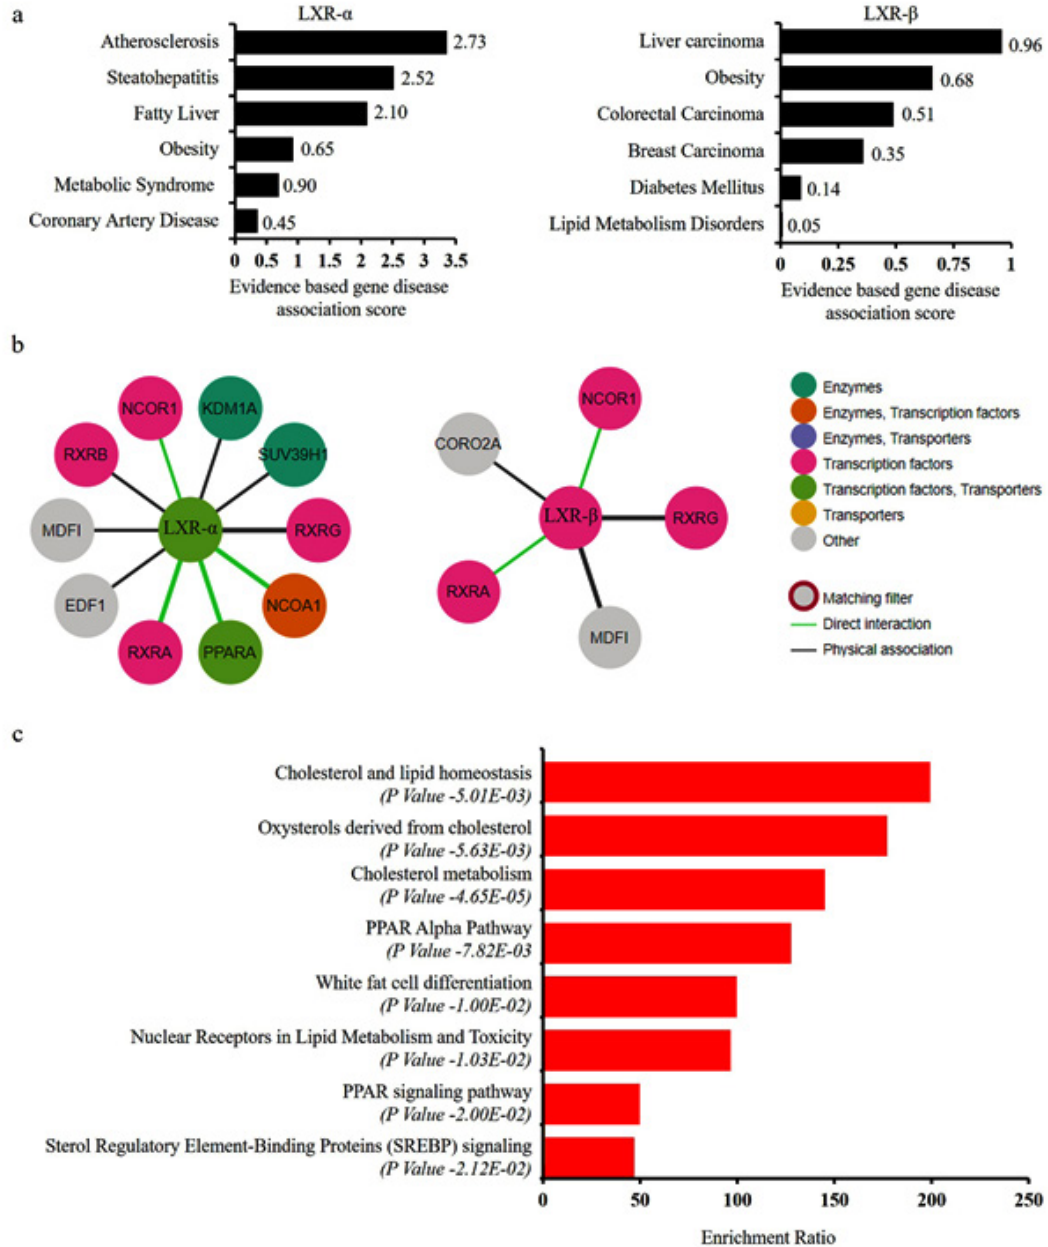 a
LXR-α
Atherosclerosis
2.73
Steatohepatitis
2.52
Fatty Liver
2.10
Obesity
0.65
Metabolic Syndrome
0.90
Coronary Artery Disease
0.45
0 0.5 1 1.5 2 2.5 3 3.5
Evidence based gene disease
association score
LXR-β
Liver carcinoma
0.96
Obesity
0.68
Colorectal Carcinoma
0.51
Breast Carcinoma
0.35
Diabetes Mellitus
0.14
Lipid Metabolism Disorders
0.05
0 0.25 0.5 0.75 1
Evidence based gene disease
association score
b
NCOR1
KDM1A
RXRB
SUV39H1
MDFI
LXR-α
RXRG
EDF1
NCOA1
RXRA
PPARA
NCOR1
CORO2A
LXR-β
RXRG
RXRA
MDFI
Enzymes
Enzymes, Transcription factors
Enzymes, Transporters
Transcription factors
Transcription factors, Transporters
Transporters
Other
Matching filter
Direct interaction
Physical association
c
Cholesterol and lipid homeostasis
(P Value -5.01E-03)
Oxysterols derived from cholesterol
(P Value -5.63E-03)
Cholesterol metabolism
(P Value -4.65E-05)
PPAR Alpha Pathway
(P Value -7.82E-03
White fat cell differentiation
(P Value -1.00E-02)
Nuclear Receptors in Lipid Metabolism and Toxicity
(P Value -1.03E-02)
PPAR signaling pathway
(P Value -2.00E-02)
Sterol Regulatory Element-Binding Proteins (SREBP) signaling
(P Value -2.12E-02)
0 50 100 150 200 250
Enrichment Ratio